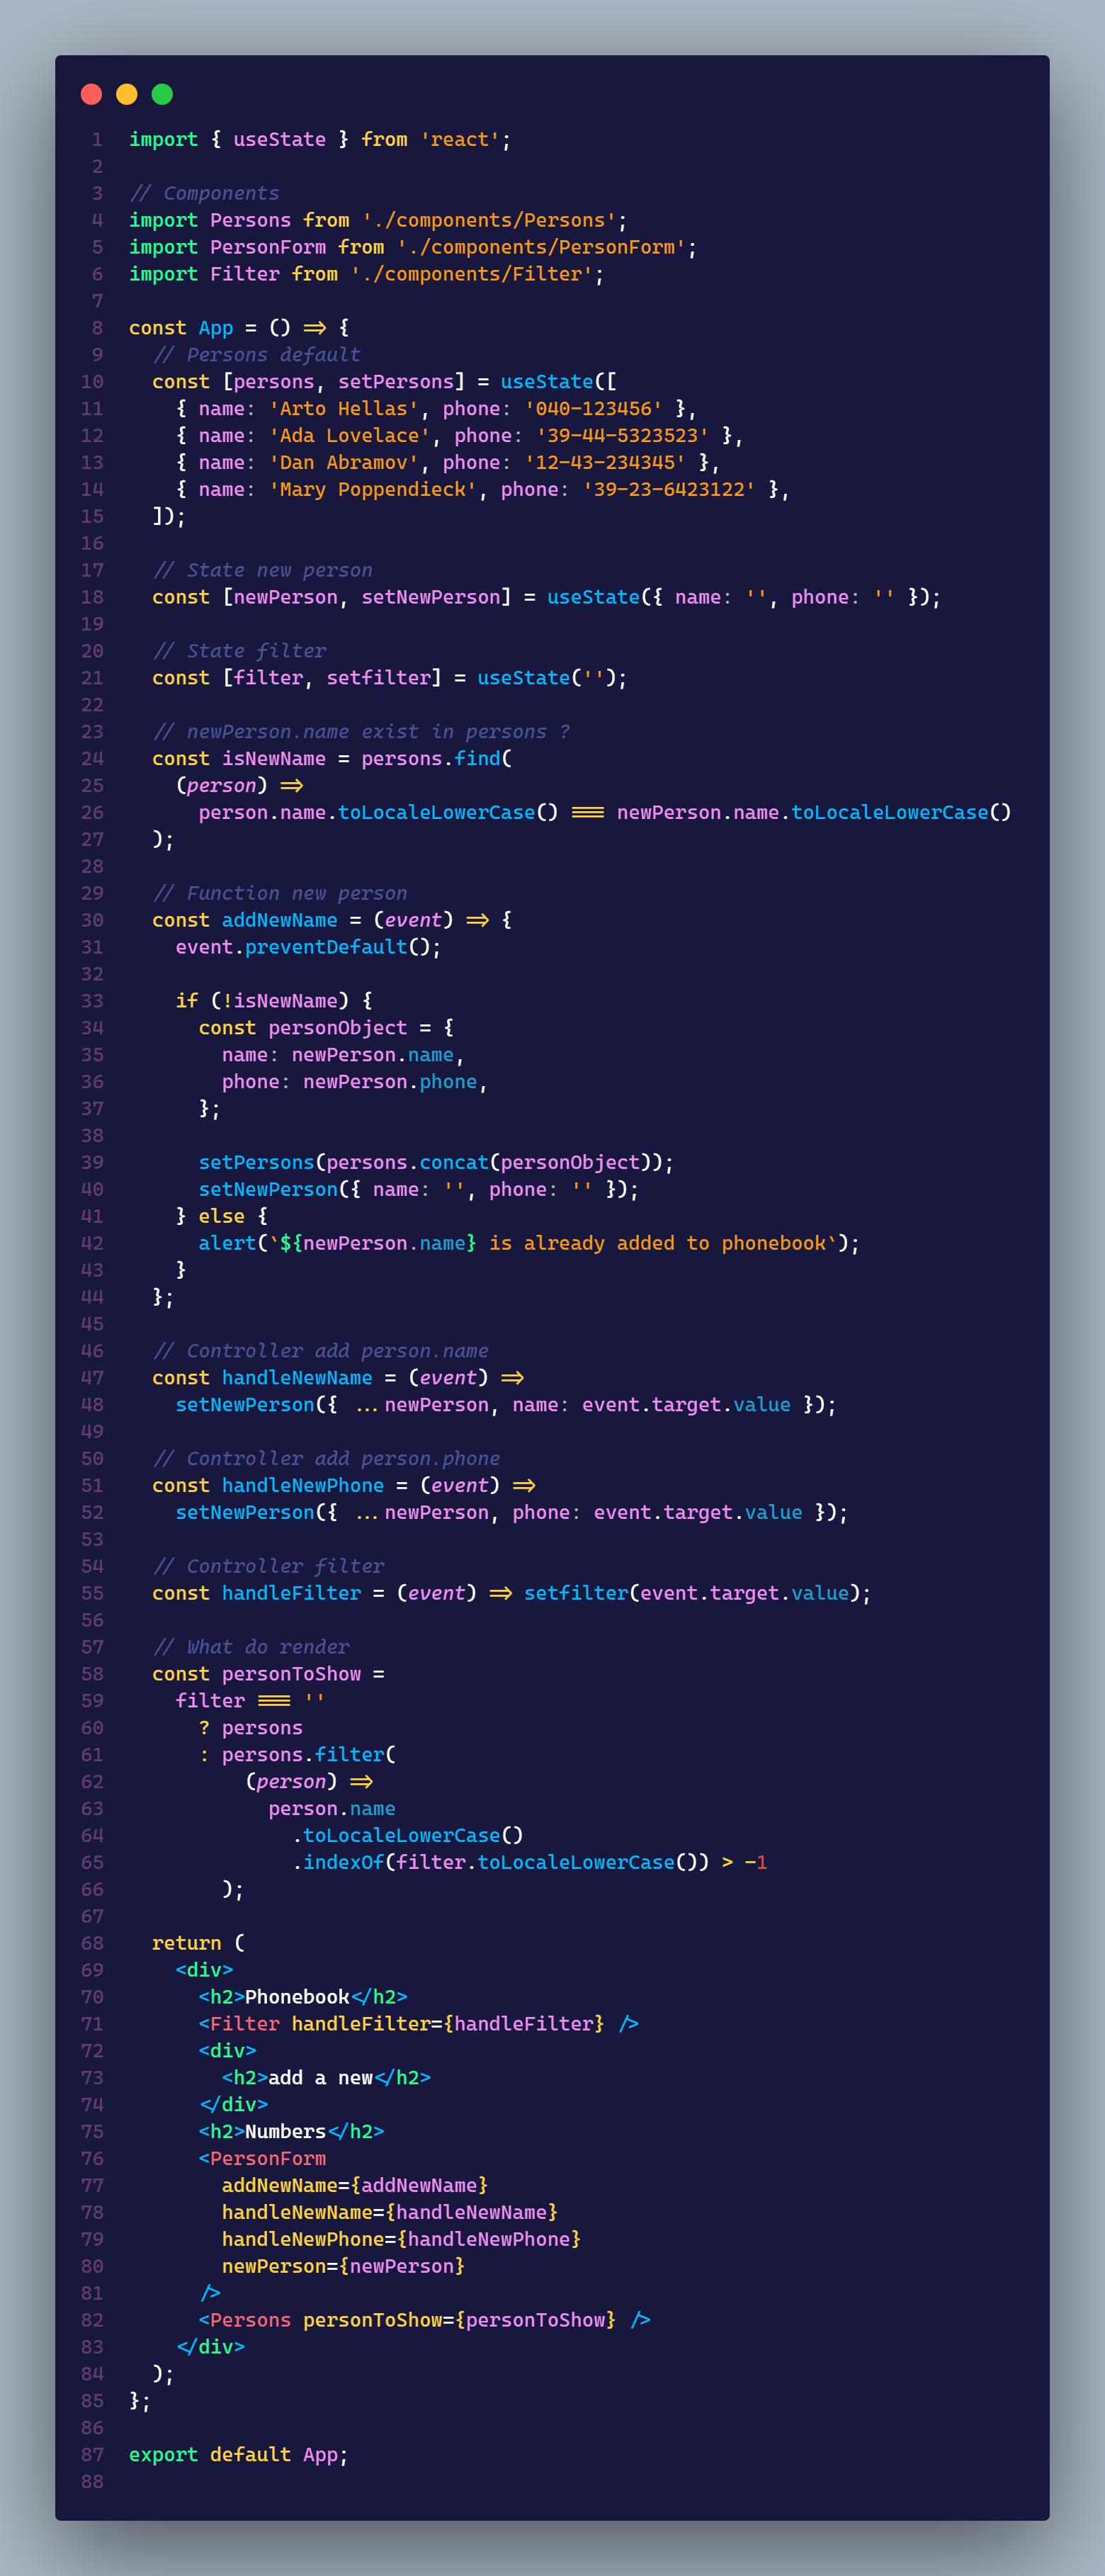 1 import { useState } from 'react';
2
3 // Components
4 import Persons from './components/Persons';
5 import PersonForm from './components/PersonForm';
6 import Filter from './components/Filter';
7
8 const App = () => {
9   // Persons default
10   const [persons, setPersons] = useState([
11     { name: 'Arto Hellas', phone: '040-123456' },
12     { name: 'Ada Lovelace', phone: '39-44-5323523' },
13     { name: 'Dan Abramov', phone: '12-43-234345' },
14     { name: 'Mary Poppendieck', phone: '39-23-6423122' },
15   ]);
16
17   // State new person
18   const [newPerson, setNewPerson] = useState({ name: '', phone: '' });
19
20   // State filter
21   const [filter, setfilter] = useState('');
22
23   // newPerson.name exist in persons ?
24   const isNewName = persons.find(
25     (person) =>
26       person.name.toLocaleLowerCase() === newPerson.name.toLocaleLowerCase()
27   );
28
29   // Function new person
30   const addNewName = (event) => {
31     event.preventDefault();
32
33     if (!isNewName) {
34       const personObject = {
35         name: newPerson.name,
36         phone: newPerson.phone,
37       };
38
39       setPersons(persons.concat(personObject));
40       setNewPerson({ name: '', phone: '' });
41     } else {
42       alert(`${newPerson.name} is already added to phonebook`);
43     }
44   };
45
46   // Controller add person.name
47   const handleNewName = (event) =>
48     setNewPerson({ ...newPerson, name: event.target.value });
49
50   // Controller add person.phone
51   const handleNewPhone = (event) =>
52     setNewPerson({ ...newPerson, phone: event.target.value });
53
54   // Controller filter
55   const handleFilter = (event) => setfilter(event.target.value);
56
57   // What do render
58   const personToShow =
59     filter === ''
60       ? persons
61       : persons.filter(
62           (person) =>
63             person.name
64               .toLocaleLowerCase()
65               .indexOf(filter.toLocaleLowerCase()) > -1
66         );
67
68   return (
69     <div>
70       <h2>Phonebook</h2>
71       <Filter handleFilter={handleFilter} />
72       <div>
73         <h2>add a new</h2>
74       </div>
75       <h2>Numbers</h2>
76       <PersonForm
77         addNewName={addNewName}
78         handleNewName={handleNewName}
79         handleNewPhone={handleNewPhone}
80         newPerson={newPerson}
81       />
82       <Persons personToShow={personToShow} />
83     </div>
84   );
85 };
86
87 export default App;
88